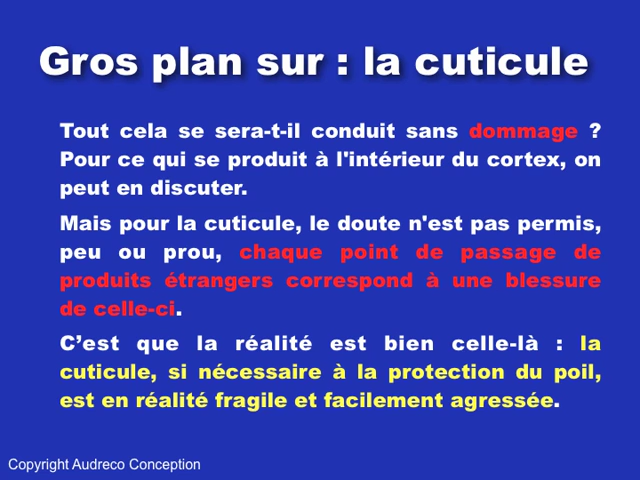 Gros plan sur : la cuticule
Tout cela se sera-t-il conduit sans dommage ?
Pour ce qui se produit à l'intérieur du cortex, on
peut en discuter.
Mais pour la cuticule, le doute n'est pas permis,
peu ou prou, chaque point de passage de
produits étrangers correspond à une blessure
de celle-ci.
C’est que la réalité est bien celle-là : la
cuticule, si nécessaire à la protection du poil,
est en réalité fragile et facilement agressée.
Copyright Audreco Conception